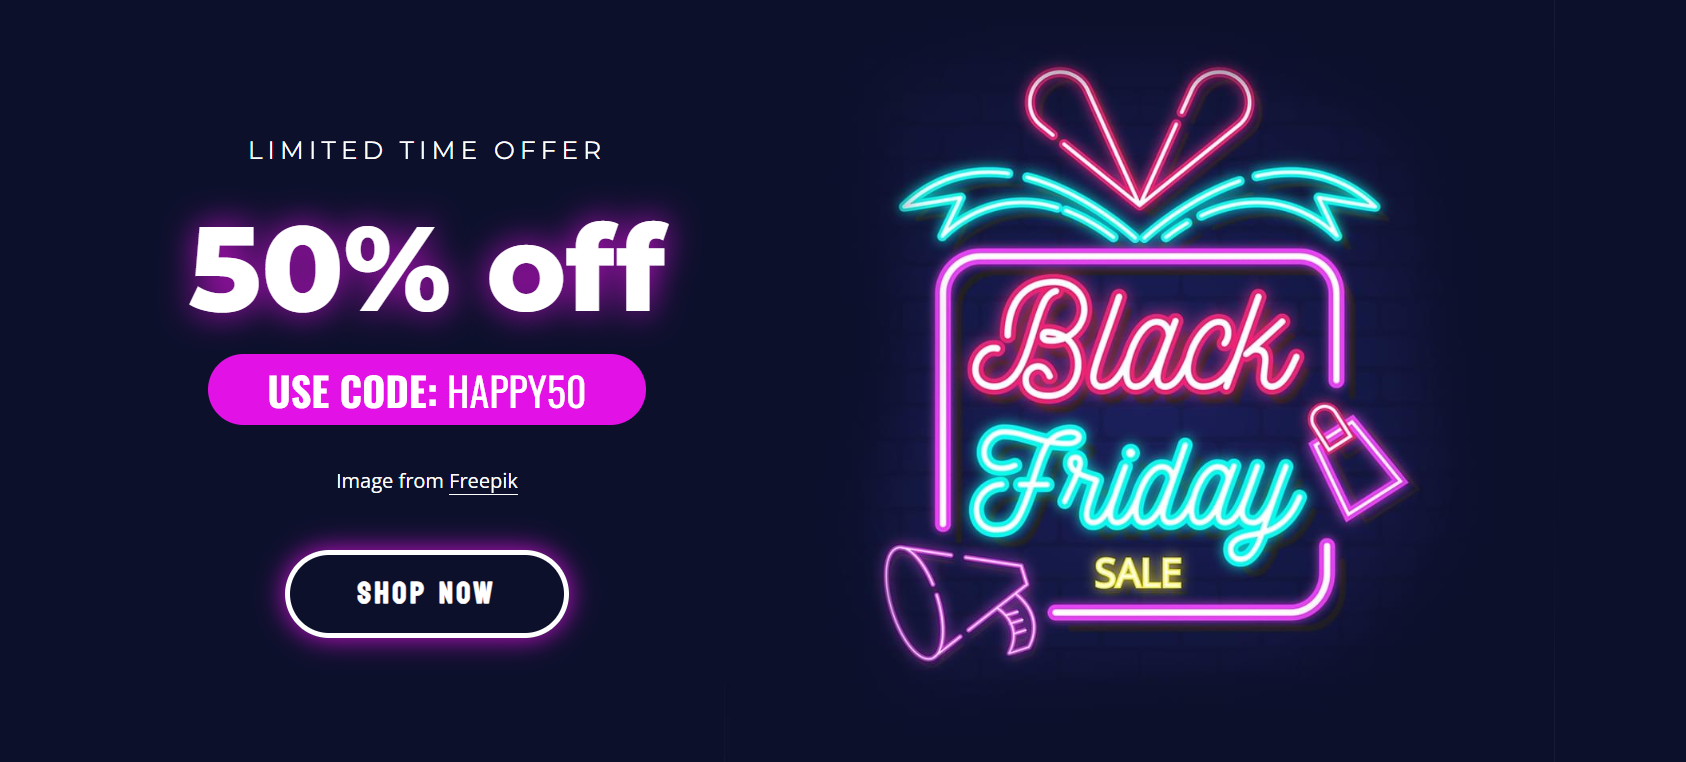 LIMITED TIME OFFER
50% off
USE CODE: HAPPY50
Image from Freepik
SHOP NOW
Black
Friday
SALE